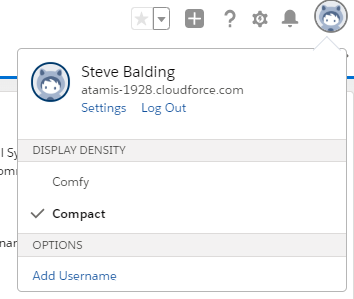 Steve Balding
atamis-1928.cloudforce.com
Settings Log Out
DISPLAY DENSITY
Comfy
Compact
OPTIONS
Add Username